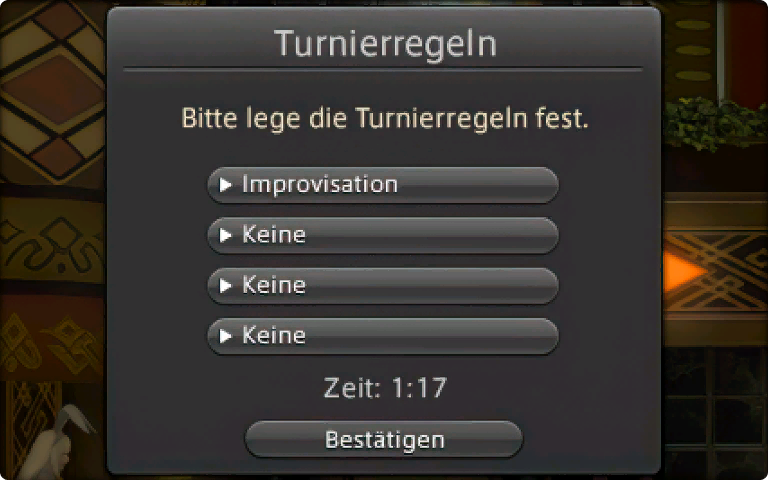 Turnierregeln
Bitte lege die Turnierregeln fest.
Improvisation
Keine
Keine
Keine
Zeit: 1:17
Bestätigen